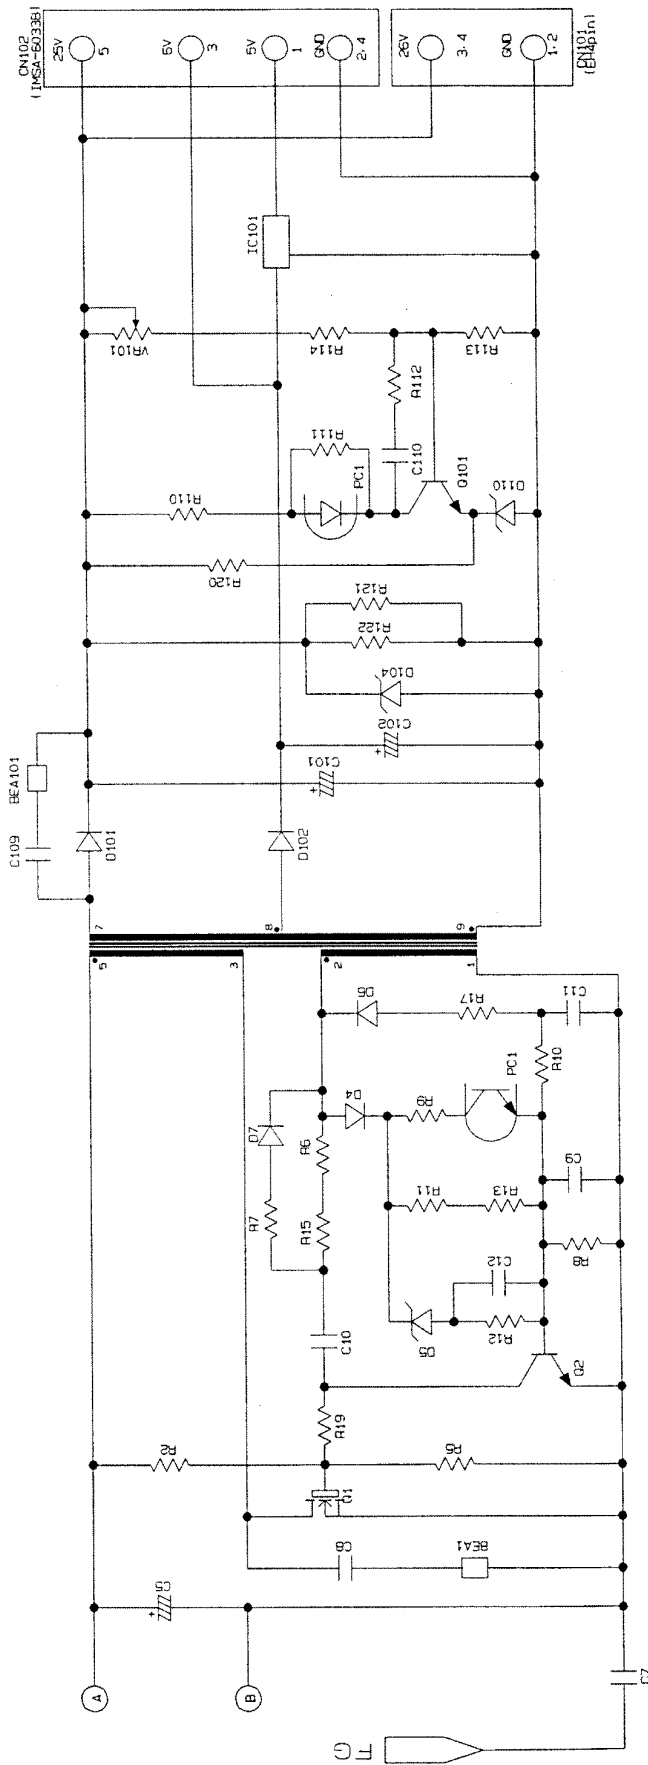 CN102
(IMSA-6033B)
25V
5
6V
3
5V
1
GND
2.4
26V
3.4
GND
1.2
CN101
(EH4pin)
IC101
VR101
R114
R113
R112
C110
R111
PC1
R110
Q101
D110
R120
R121
R122
D104
C102
+
C101
+
BEA101
C109
D101
D102
7
8
9
5
3
2
1
D6
R17
C11
R10
D7
D4
R9
PC1
R6
R7
R15
R11
R13
C9
R8
C12
R12
D5
C10
Q2
R19
R2
R5
Q1
C8
BEA1
C5
+
A
B
C7
FG